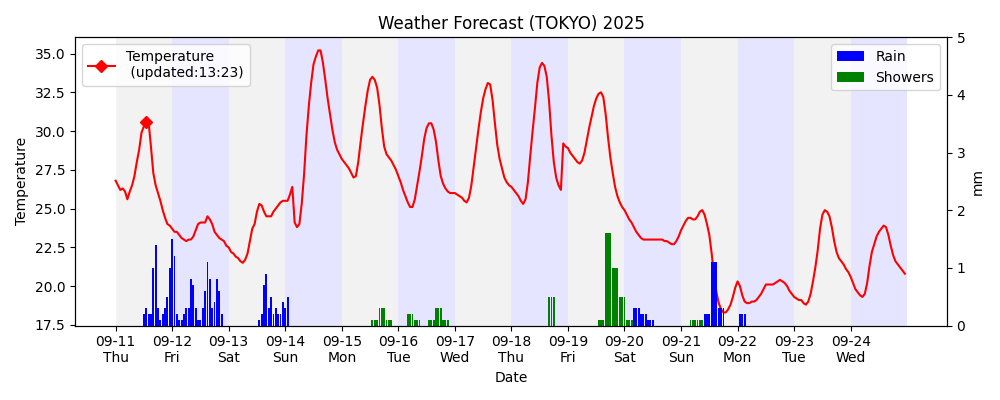 Weather Forecast (TOKYO) 2025
Temperature
(updated:13:23)
Rain
Showers
35.0
32.5
30.0
27.5
25.0
22.5
20.0
17.5
Temperature
5
4
3
2
1
0
mm
09-11 09-12 09-13 09-14 09-15 09-16 09-17 09-18 09-19 09-20 09-21 09-22 09-23 09-24
Thu Fri Sat Sun Mon Tue Wed Thu Fri Sat Sun Mon Tue Wed
Date